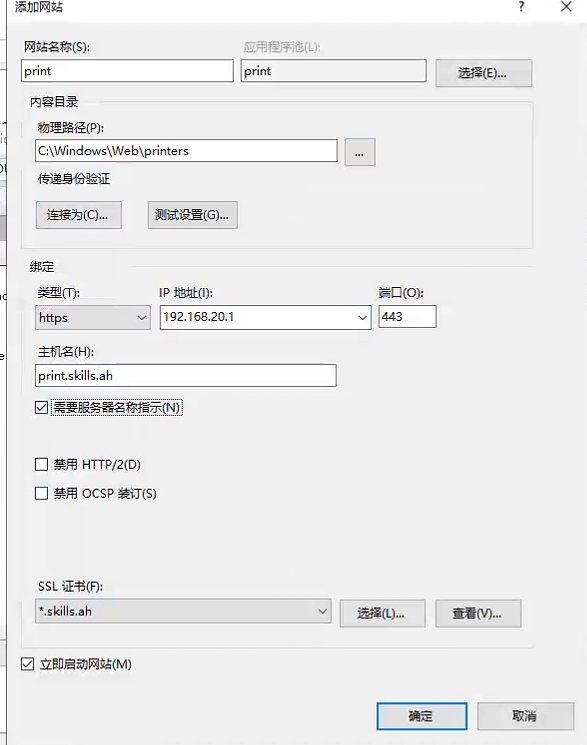 添加网站
? ×
网站名称(S): 应用程序池(L):
print print 选择(E)...
内容目录
物理路径(P):
C:\Windows\Web\printers ...
传递身份验证
连接为(C)... 测试设置(G)...
绑定
类型(T): IP 地址(I): 端口(O):
https 192.168.20.1 443
主机名(H):
print.skills.ah
需要服务器名称指示(N)
禁用 HTTP/2(D)
禁用 OCSP 装订(S)
SSL 证书(F):
*.skills.ah 选择(L)... 查看(V)...
立即启动网站(M)
确定 取消